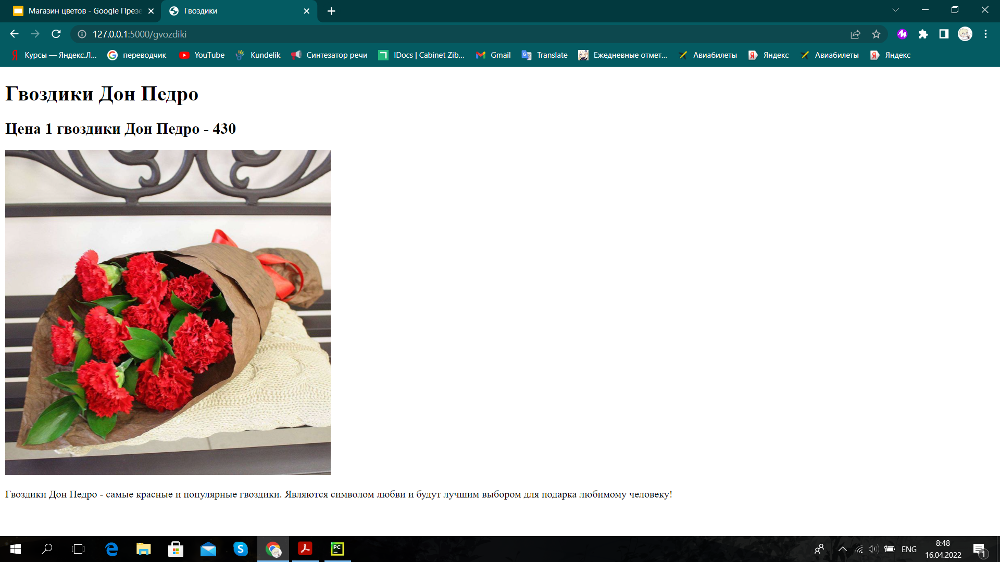 Магазин цветов - Google Презе
Гвоздики
127.0.0.1:5000/gvozdiki
Курсы — Яндекс.Л... переводчик YouTube Kundelik Синтезатор речи IDocs | Cabinet Zib... Gmail Translate Ежедневные отмет... Авиабилеты Яндекс Авиабилеты Яндекс
Гвоздики Дон Педро
Цена 1 гвоздики Дон Педро - 430
Гвоздики Дон Педро - самые красные и популярные гвоздики. Являются символом любви и будут лучшим выбором для подарка любимому человеку!
ENG
8:48
16.04.2022
1